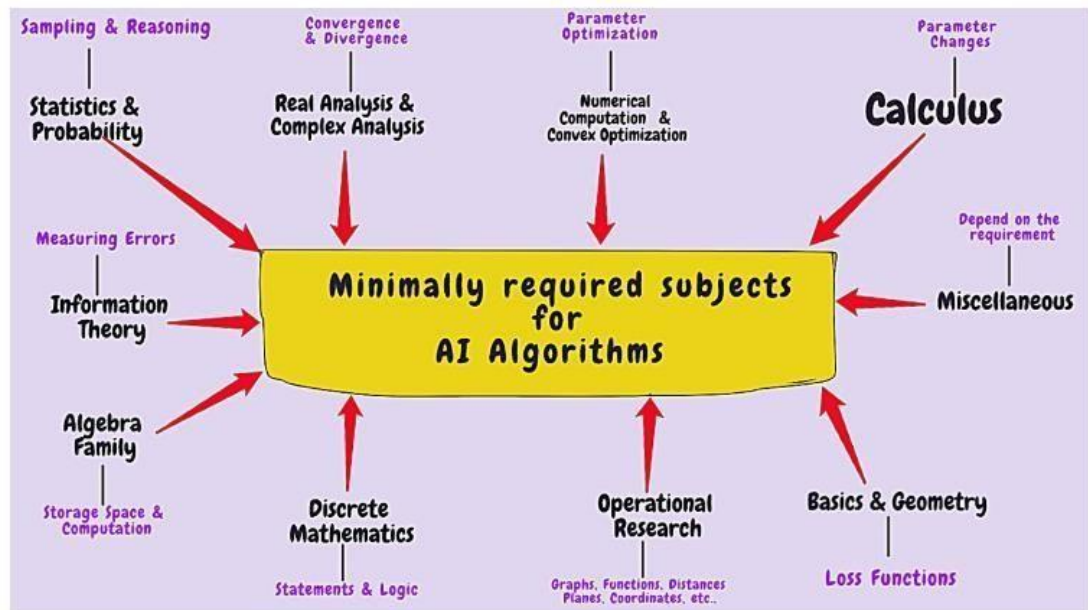 Sampling & Reasoning
Statistics &
Probability
Convergence
& Divergence
Real Analysis &
Complex Analysis
Parameter
Optimization
Numerical
Computation &
Convex Optimization
Parameter
Changes
Calculus
Measuring Errors
Information
Theory
Minimally required subjects
for
AI Algorithms
Depend on the
requirement
Miscellaneous
Algebra
Family
Storage Space &
Computation
Discrete
Mathematics
Statements & Logic
Operational
Research
Graphs, Functions, Distances
Planes, Coordinates, etc.,
Basics & Geometry
Loss Functions